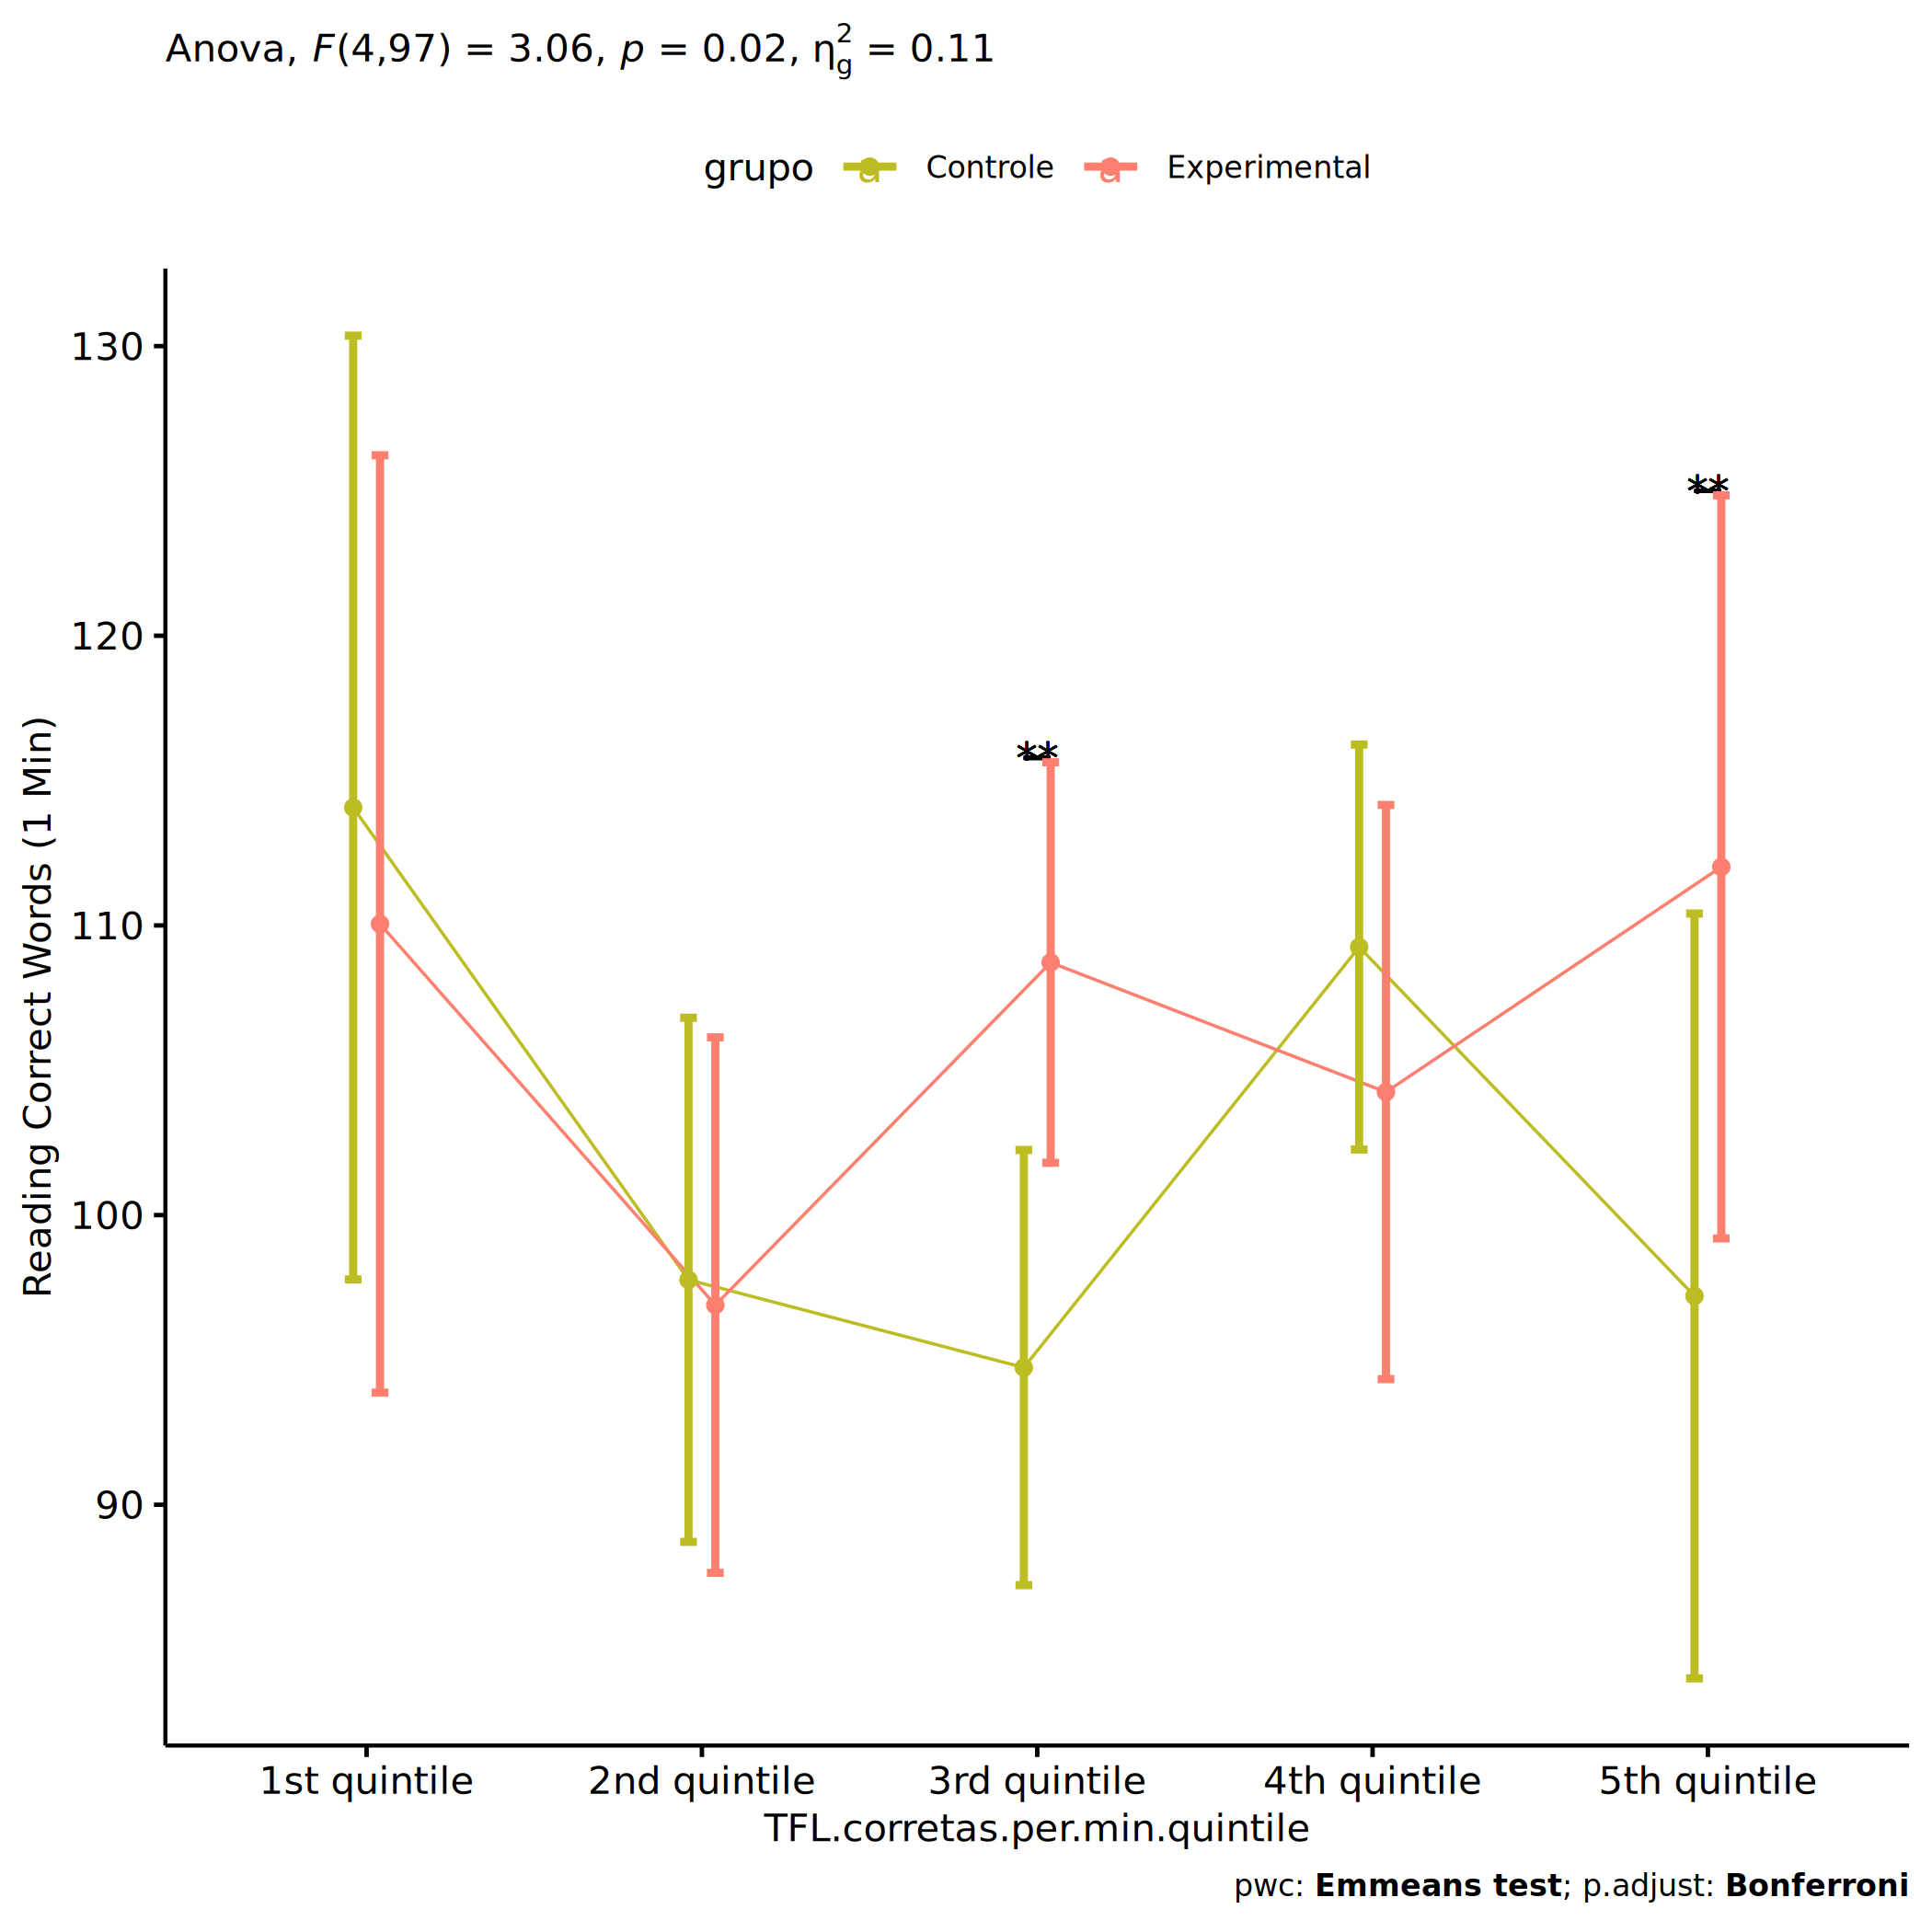 Anova, F(4,97) = 3.06, p = 0.02, η²g = 0.11
grupo Controle Experimental
130
120
110
100
90
Reading Correct Words (1 Min)
**
**
1st quintile 2nd quintile 3rd quintile 4th quintile 5th quintile
TFL.corretas.per.min.quintile
pwc: Emmeans test; p.adjust: Bonferroni